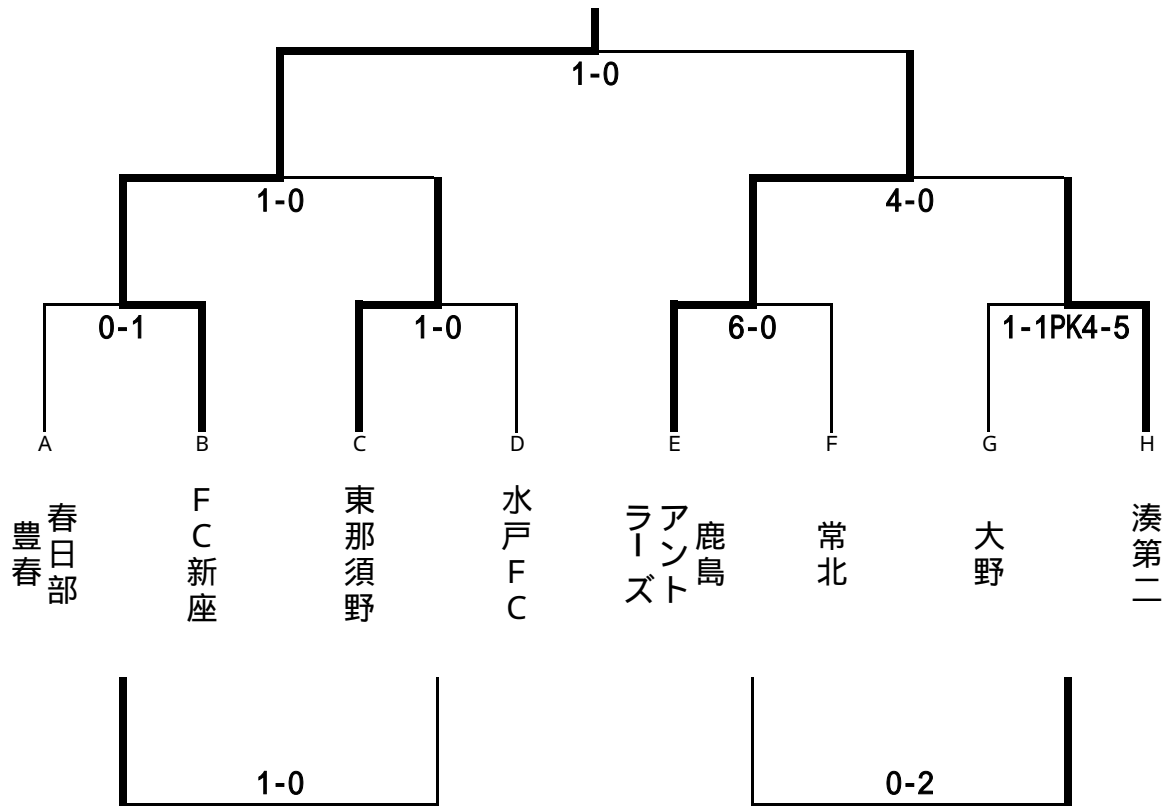 1-0
1-0
4-0
0-1
1-0
6-0
1-1PK4-5
A
B
C
D
E
F
G
H
春日部
豊春
FC新座
東那須野
水戸FC
鹿島
アント
ラーズ
常北
大野
湊第二
1-0
0-2